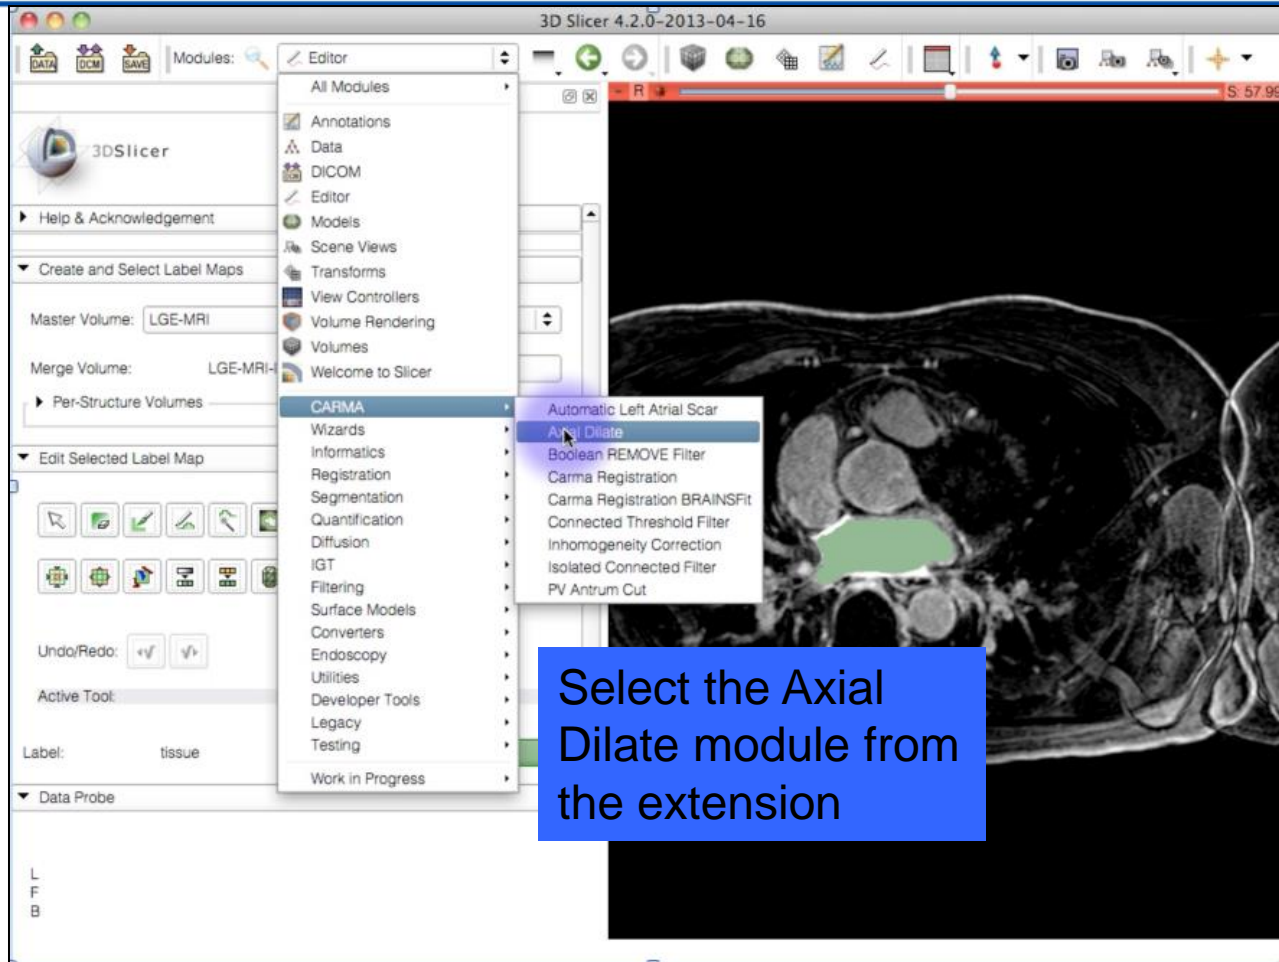 3D Slicer 4.2.0-2013-04-16
DATA DCM SAVE Modules: Editor
All Modules
R S: 57.99
Annotations
3DSlicer
Data
DICOM
Editor
Help & Acknowledgement
Models
Scene Views
Create and Select Label Maps
Transforms
View Controllers
Master Volume: LGE-MRI
Volume Rendering
Volumes
Merge Volume: LGE-MRI-
Welcome to Slicer
Per-Structure Volumes
CARMA
Automatic Left Atrial Scar
Wizards
Axial Dilate
Edit Selected Label Map
Informatics
Boolean REMOVE Filter
Registration
Carma Registration
Segmentation
Carma Registration BRAINSFit
Quantification
Connected Threshold Filter
Diffusion
Inhomogeneity Correction
IGT
Isolated Connected Filter
Filtering
PV Antrum Cut
Surface Models
Converters
Undo/Redo:
Endoscopy
Utilities
Active Tool:
Developer Tools
Legacy
Label: tissue
Testing
Work in Progress
Data Probe
Select the Axial
Dilate module from
the extension
L
F
B